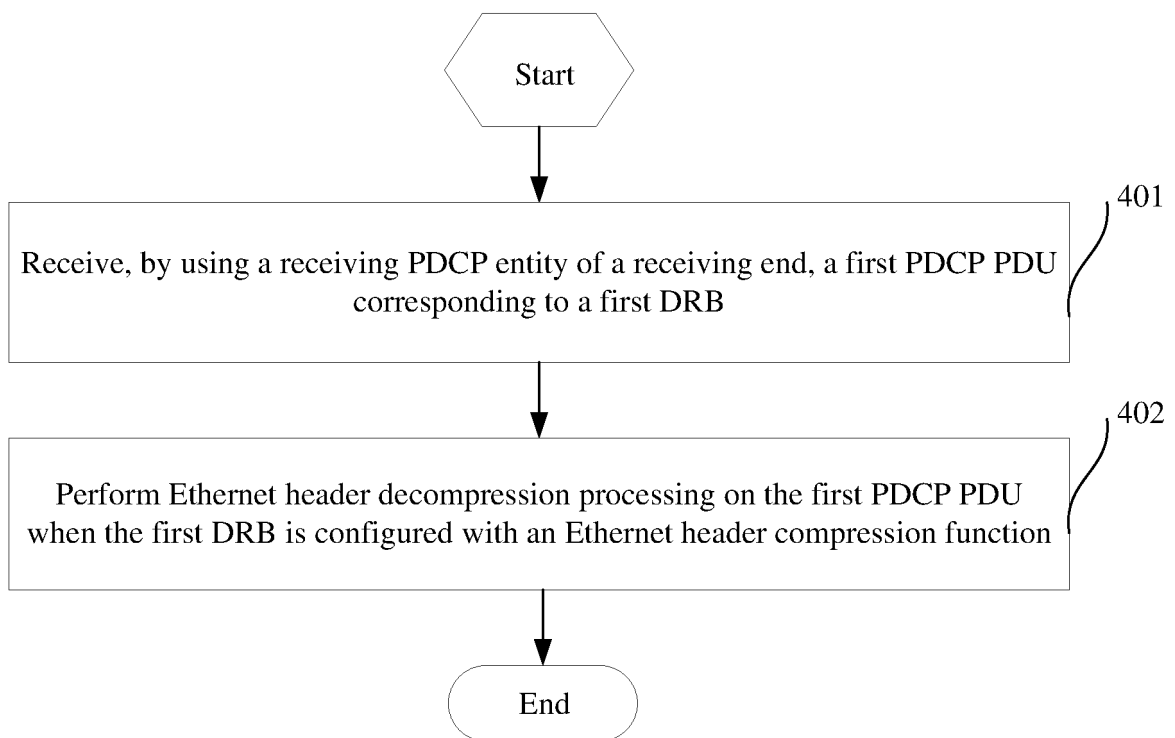 Start
401
Receive, by using a receiving PDCP entity of a receiving end, a first PDCP PDU
corresponding to a first DRB
402
Perform Ethernet header decompression processing on the first PDCP PDU
when the first DRB is configured with an Ethernet header compression function
End